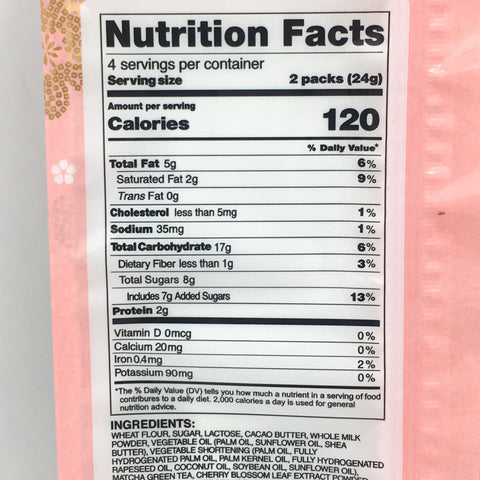 Nutrition Facts
4 servings per container
Serving size 2 packs (24g)
Amount per serving
Calories 120
% Daily Value*
Total Fat 5g 6%
Saturated Fat 2g 9%
Trans Fat 0g
Cholesterol less than 5mg 1%
Sodium 35mg 1%
Total Carbohydrate 17g 6%
Dietary Fiber less than 1g 3%
Total Sugars 8g
Includes 7g Added Sugars 13%
Protein 2g
Vitamin D 0mcg 0%
Calcium 20mg 0%
Iron 0.4mg 2%
Potassium 90mg 0%
*The % Daily Value (DV) tells you how much a nutrient in a serving of food
contributes to a daily diet. 2,000 calories a day is used for general
nutrition advice.
INGREDIENTS:
WHEAT FLOUR, SUGAR, LACTOSE, CACAO BUTTER, WHOLE MILK
POWDER, VEGETABLE OIL (PALM OIL, SUNFLOWER OIL, SHEA
BUTTER), VEGETABLE SHORTENING (PALM OIL, FULLY
HYDROGENATED PALM OIL, PALM KERNEL OIL, FULLY HYDROGENATED
RAPESEED OIL, COCONUT OIL, SOYBEAN OIL, SUNFLOWER OIL),
MATCHA GREEN TEA, CHERRY BLOSSOM LEAF EXTRACT POWDER